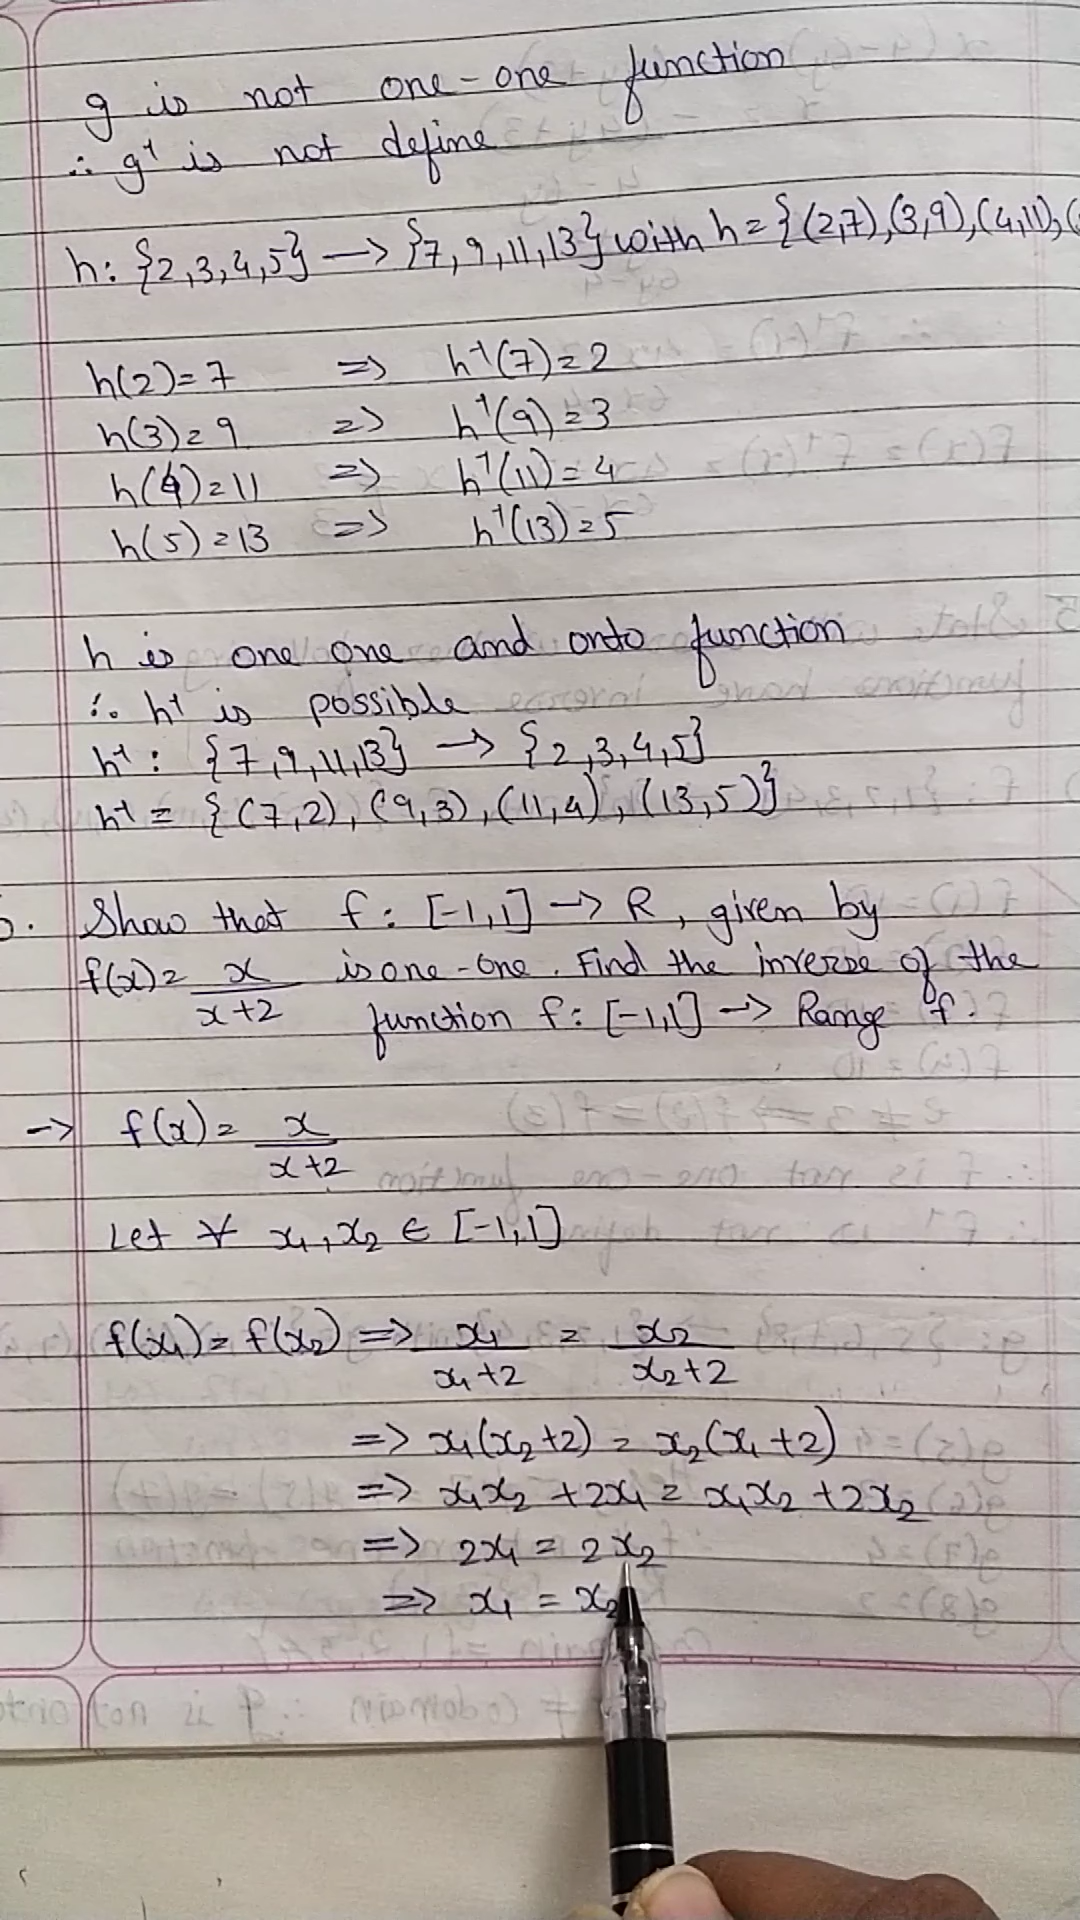 g is not one-one function
∴ g⁻¹ is not define
h: {2,3,4,5} → {7,9,11,13} with h = {(2,7),(3,9),(4,11),(
h(2)=7 => h⁻¹(7)=2
h(3)=9 => h⁻¹(9)=3
h(4)=11 => h⁻¹(11)=4
h(5)=13 => h⁻¹(13)=5
h is one one and onto function
∴ h⁻¹ is possible
h⁻¹: {7,9,11,13} → {2,3,4,5}
h⁻¹ = {(7,2),(9,3),(11,4),(13,5)}
Show that f: [-1,1] → R, given by
f(x) = x/(x+2) is one-one. Find the inverse of the
function f: [-1,1] → Range f.
→ f(x) = x/(x+2)
Let ∀ x₁,x₂ ∈ [-1,1]
f(x₁) = f(x₂) => x₁/(x₁+2) = x₂/(x₂+2)
=> x₁(x₂+2) = x₂(x₁+2)
=> x₁x₂+2x₁ = x₁x₂+2x₂
=> 2x₁ = 2x₂
=> x₁ = x₂